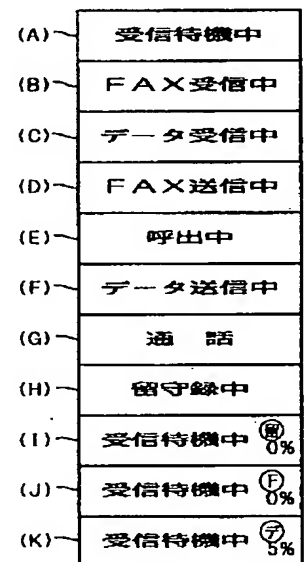 (A) 受信待機中
(B) FAX受信中
(C) データ受信中
(D) FAX送信中
(E) 呼出中
(F) データ送信中
(G) 通 話
(H) 留守録中
(I) 受信待機中 �
留 0%
(J) 受信待機中 Ⓕ 0%
(K) 受信待機中 デ 5%